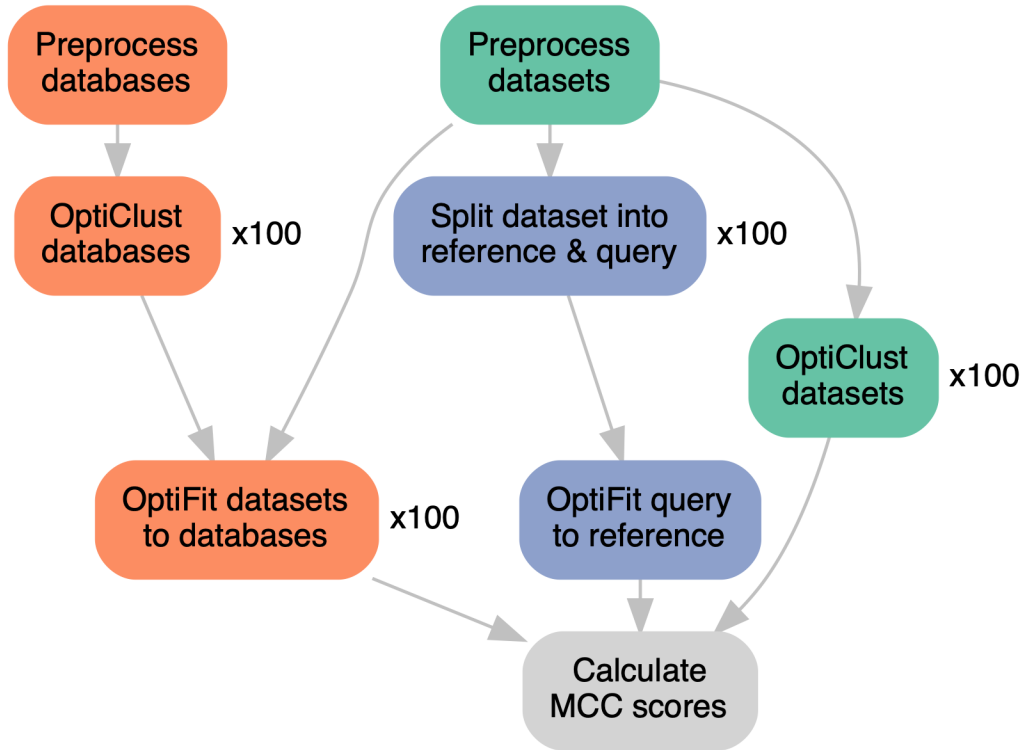 Preprocess
databases
Preprocess
datasets
OptiClust
databases
x100
Split dataset into
reference & query
x100
OptiClust
datasets
x100
OptiFit datasets
to databases
x100
OptiFit query
to reference
Calculate
MCC scores